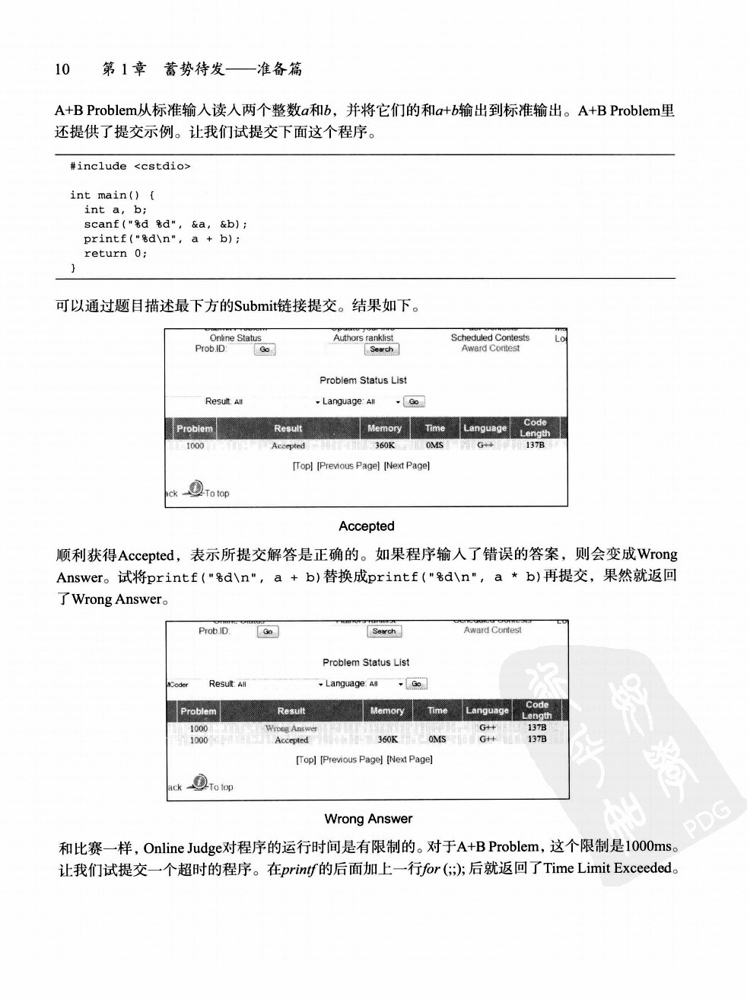 10 第1章 蓄势待发——准备篇
A+B Problem从标准输入读入两个整数a和b，并将它们的和a+b输出到标准输出。A+B Problem里
还提供了提交示例。让我们试提交下面这个程序。
#include <cstdio>
int main() {
int a, b;
scanf("%d %d", &a, &b);
printf("%d\n", a + b);
return 0;
}
可以通过题目描述最下方的Submit链接提交。结果如下。
Online Status Authors ranklist Scheduled Contests
Prob.ID: Go Search Award Contest
Problem Status List
Result: All Language: All Go
Problem Result Memory Time Language Code Length
1000 Accepted 360K 0MS G++ 137B
[Top] [Previous Page] [Next Page]
ack To top
Accepted
顺利获得Accepted，表示所提交解答是正确的。如果程序输入了错误的答案，则会变成Wrong
Answer。试将printf("%d\n", a + b)替换成printf("%d\n", a * b)再提交，果然就返回
了Wrong Answer。
Prob.ID: Go Search Award Contest
Problem Status List
Coder Result: All Language: All Go
Problem Result Memory Time Language Code Length
1000 Wrong Answer G++ 137B
1000 Accepted 360K 0MS G++ 137B
[Top] [Previous Page] [Next Page]
ack To top
Wrong Answer
和比赛一样，Online Judge对程序的运行时间是有限制的。对于A+B Problem，这个限制是1000ms。
让我们试提交一个超时的程序。在printf的后面加上一行for (;;); 后就返回了Time Limit Exceeded。
PDG